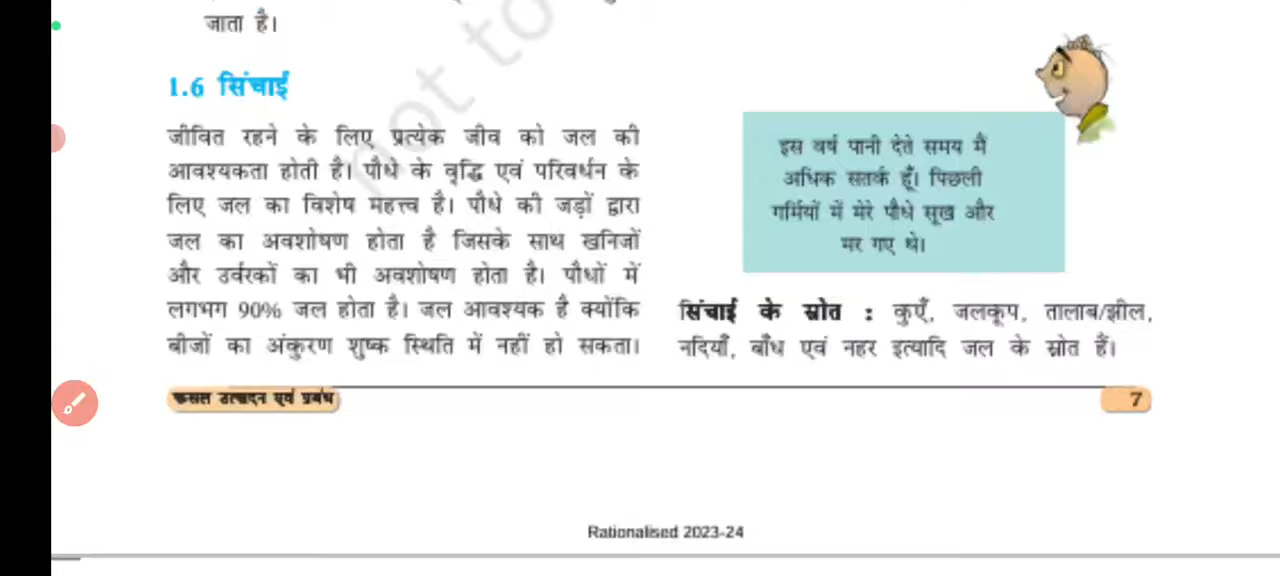 जाता है।
not to
1.6 सिंचाई
जीवित रहने के लिए प्रत्येक जीव को जल की
आवश्यकता होती है। पौधे के वृद्धि एवं परिवर्धन के
लिए जल का विशेष महत्त्व है। पौधे की जड़ों द्वारा
जल का अवशोषण होता है जिसके साथ खनिजों
और उर्वरकों का भी अवशोषण होता है। पौधों में
लगभग 90% जल होता है। जल आवश्यक है क्योंकि
बीजों का अंकुरण शुष्क स्थिति में नहीं हो सकता।
इस वर्ष पानी देते समय मैं
अधिक सतर्क हूँ। पिछली
गर्मियों में मेरे पौधे सूख और
मर गए थे।
सिंचाई के स्रोत : कुएँ, जलकूप, तालाब/झील,
नदियाँ, बाँध एवं नहर इत्यादि जल के स्रोत हैं।
फसल उत्पादन एवं प्रबंध
7
Rationalised 2023-24